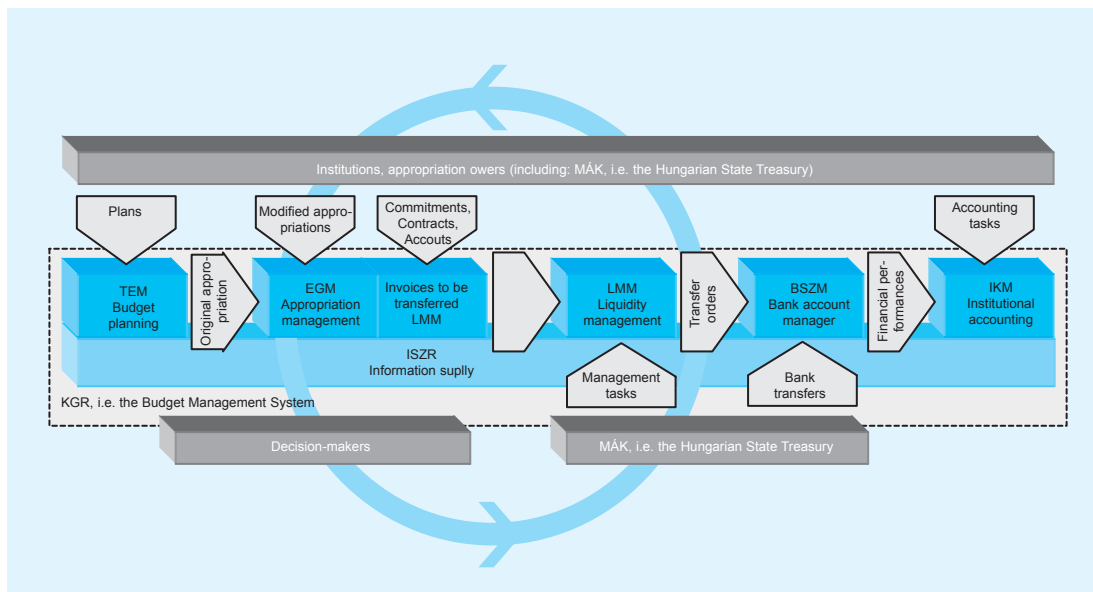 Institutions, appropriation owers (including: MÁK, i.e. the Hungarian State Treasury)
Plans
Modified appro-
priations
Commitments,
Contracts,
Accouts
Accounting
tasks
TEM
Budget
planning
Original appro-
priation
EGM
Appropriation
management
Invoices to be
transferred
LMM
LMM
Liquidity
management
Transfer
orders
BSZM
Bank account
manager
Financial per-
formances
IKM
Institutional
accounting
ISZR
Information suplly
Management
tasks
Bank
transfers
KGR, i.e. the Budget Management System
Decision-makers
MÁK, i.e. the Hungarian State Treasury